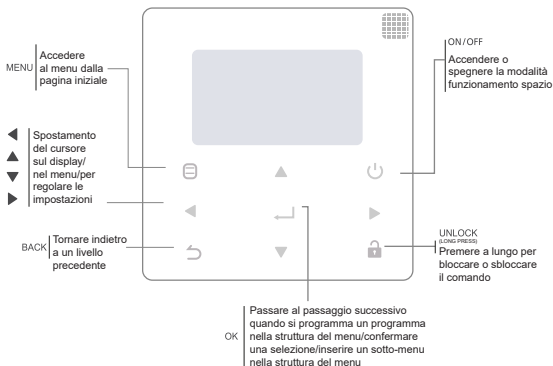 MENU
Accedere
al menu dalla
pagina iniziale
Spostamento
del cursore
sul display/
nel menu/per
regolare le
impostazioni
BACK
Tornare indietro
a un livello
precedente
ON/OFF
Accendere o
spegnere la modalità
funzionamento spazio
UNLOCK
(LONG PRESS)
Premere a lungo per
bloccare o sbloccare
il comando
OK
Passare al passaggio successivo
quando si programma un programma
nella struttura del menu/confermare
una selezione/inserire un sotto-menu
nella struttura del menu